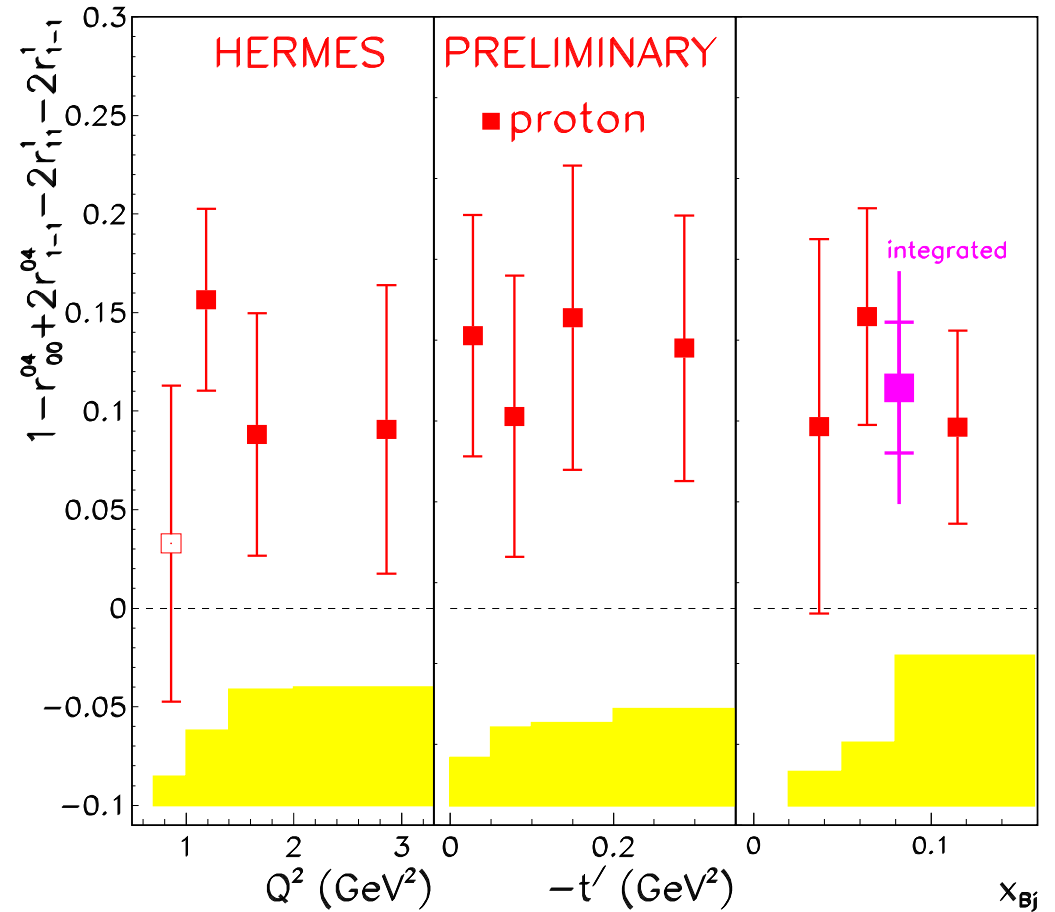 1−r⁰⁴₀₀+2r⁰⁴₁₋₁−2r¹₁₁−2r¹₁₋₁
HERMES PRELIMINARY
proton
integrated
0.3
0.25
0.2
0.15
0.1
0.05
0
−0.05
−0.1
1 2 3 0 0.2 0 0.1
Q² (GeV²) −t′ (GeV²) x_Bj